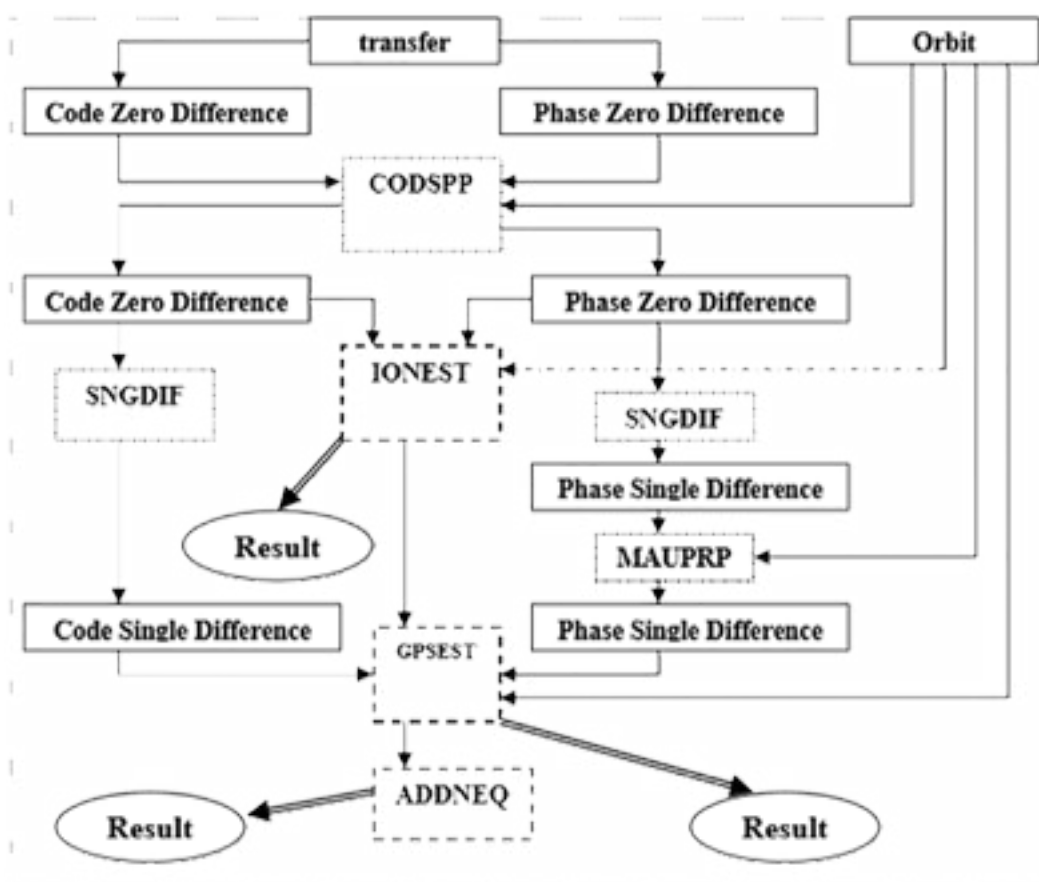 transfer
Orbit
Code Zero Difference
Phase Zero Difference
CODSPP
Code Zero Difference
Phase Zero Difference
IONEST
SNGDIF
SNGDIF
Phase Single Difference
Result
MAUPRP
Code Single Difference
Phase Single Difference
GPSEST
ADDNEQ
Result
Result